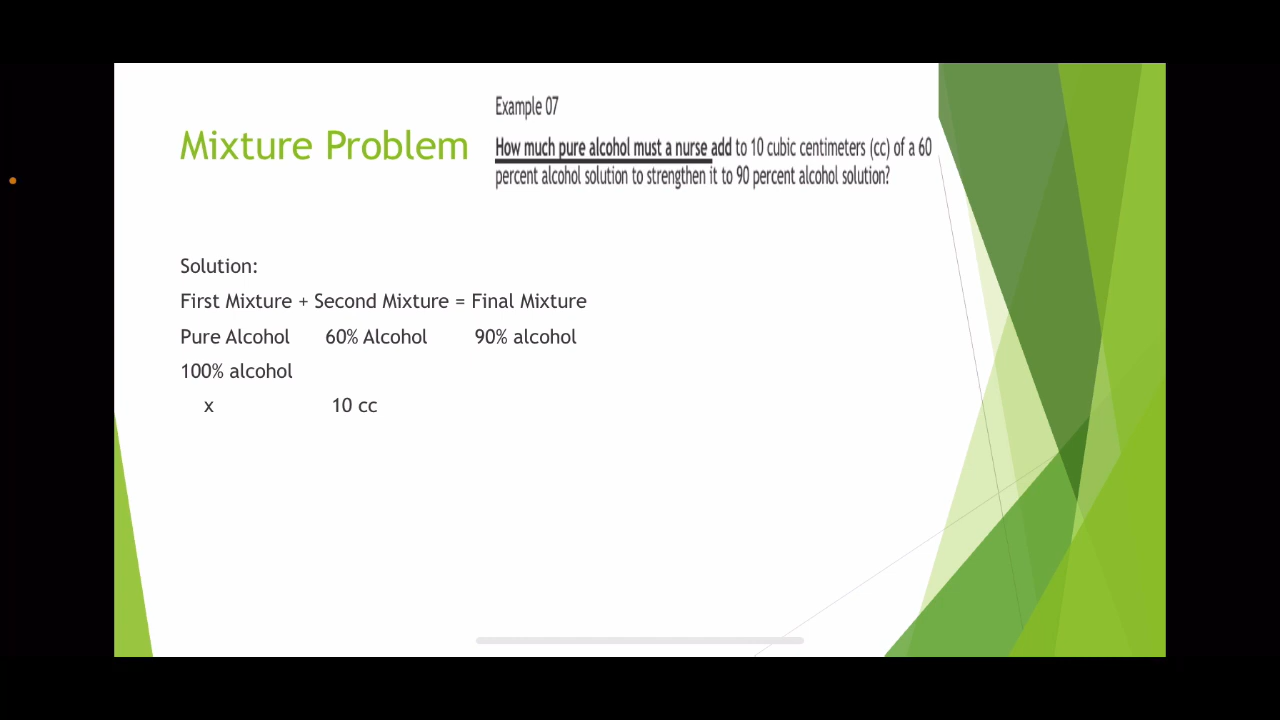 Mixture Problem
Example 07
How much pure alcohol must a nurse add to 10 cubic centimeters (cc) of a 60
percent alcohol solution to strengthen it to 90 percent alcohol solution?
Solution:
First Mixture + Second Mixture = Final Mixture
Pure Alcohol 60% Alcohol 90% alcohol
100% alcohol
x 10 cc